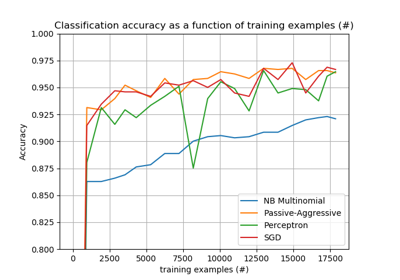 Classification accuracy as a function of training examples (#)
1.000
0.975
0.950
0.925
0.900
0.875
0.850
0.825
0.800
Accuracy
0 2500 5000 7500 10000 12500 15000 17500
training examples (#)
NB Multinomial
Passive-Aggressive
Perceptron
SGD